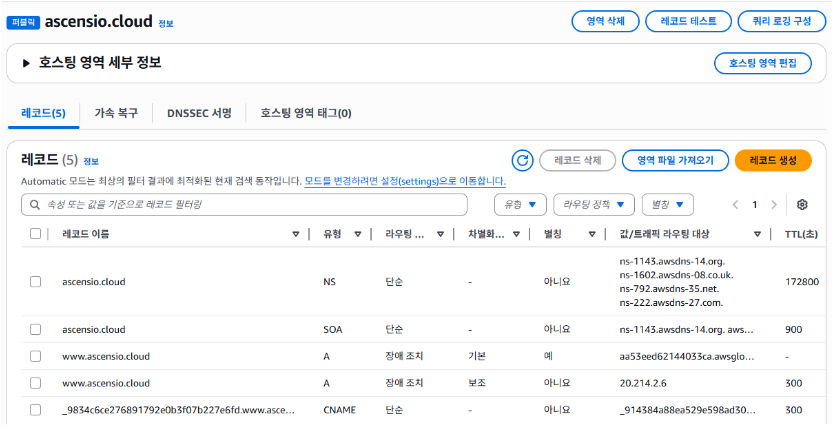 퍼블릭 ascensio.cloud 정보
영역 삭제 레코드 테스트 쿼리 로깅 구성
호스팅 영역 세부 정보
호스팅 영역 편집
레코드(5) 가속 복구 DNSSEC 서명 호스팅 영역 태그(0)
레코드 (5) 정보
레코드 삭제 영역 파일 가져오기 레코드 생성
Automatic 모드는 최상의 필터 결과에 최적화된 현재 검색 동작입니다. 모드를 변경하려면 설정(settings)으로 이동합니다.
속성 또는 값을 기준으로 레코드 필터링
유형 라우팅 정책 별칭 1
레코드 이름 유형 라우팅 ... 차별화... 별칭 값/트래픽 라우팅 대상 TTL(초)
ascensio.cloud NS 단순 - 아니요 ns-1143.awsdns-14.org.
ns-1602.awsdns-08.co.uk.
ns-792.awsdns-35.net.
ns-222.awsdns-27.com.
172800
ascensio.cloud SOA 단순 - 아니요 ns-1143.awsdns-14.org. aws... 900
www.ascensio.cloud A 장애 조치 기본 예 aa53eed62144033ca.awsglo... -
www.ascensio.cloud A 장애 조치 보조 아니요 20.214.2.6 300
_9834c6ce276891792e0b3f07b227e6fd.www.asce... CNAME 단순 - 아니요 _914384a88ea529e598ad30... 300